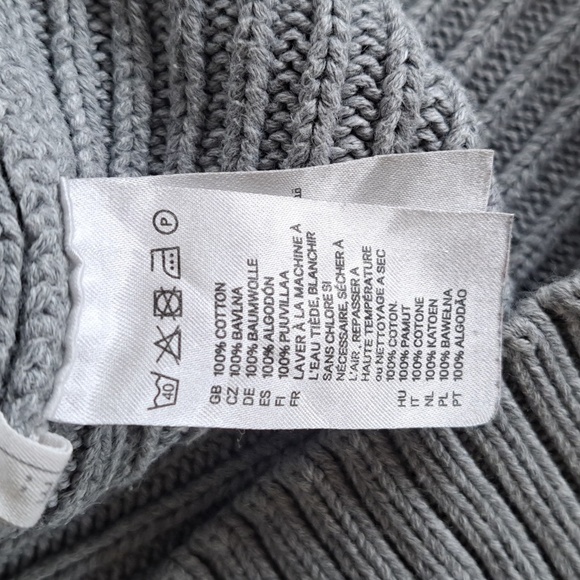 40 P
GB 100% COTTON
CZ 100% BAVLNA
DE 100% BAUMWOLLE
ES 100% ALGODÓN
FI 100% PUUVILLAA
FR LAVER À LA MACHINE À
L'EAU TIÈDE, BLANCHIR
SANS CHLORE SI
NÉCESSAIRE, SÉCHER À
L'AIR, REPASSER A
HAUTE TEMPÉRATURE
ou NETTOYAGE A SEC
100% COTON.
HU 100% PAMUT
IT 100% COTONE
NL 100% KATOEN
PL 100% BAWEŁNA
PT 100% ALGODÃO